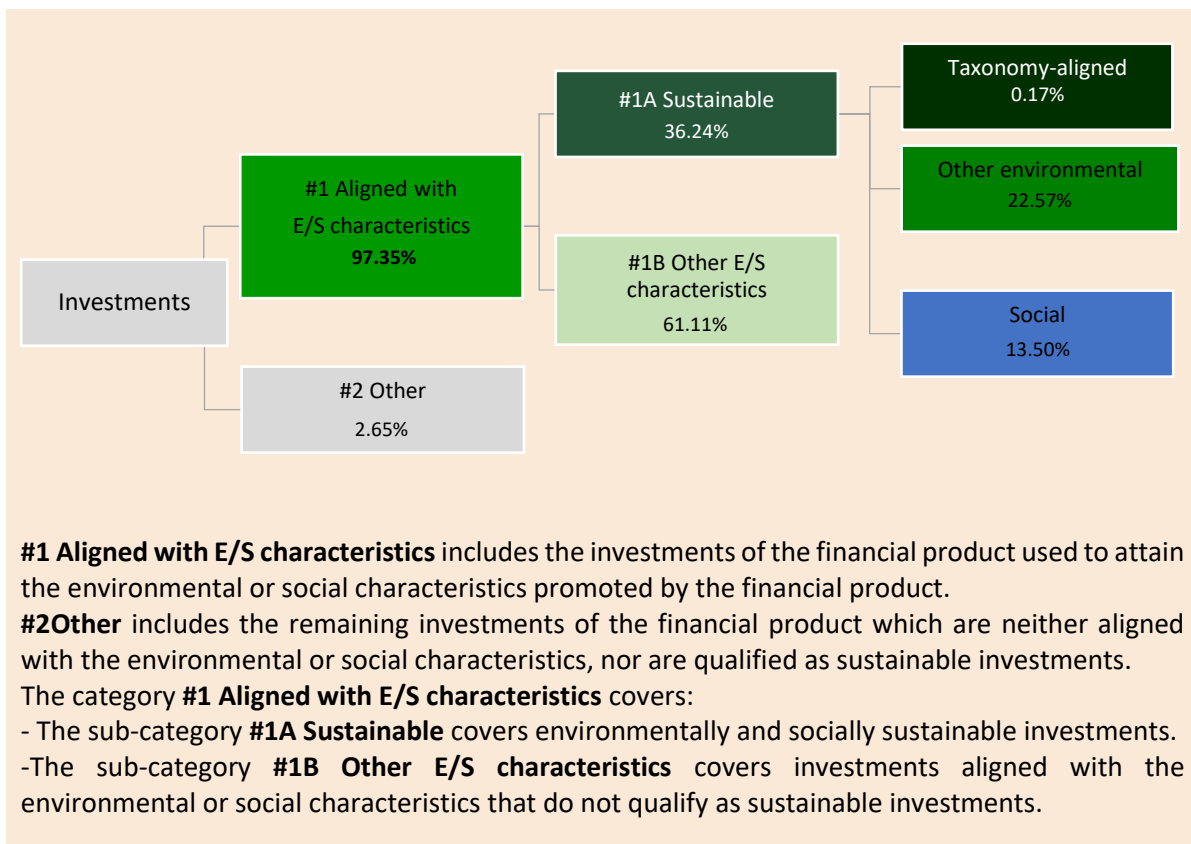 Taxonomy-aligned
0.17%
#1A Sustainable
36.24%
Other environmental
22.57%
#1 Aligned with
E/S characteristics
97.35%
#1B Other E/S
characteristics
61.11%
Investments
Social
13.50%
#2 Other
2.65%
#1 Aligned with E/S characteristics includes the investments of the financial product used to attain
the environmental or social characteristics promoted by the financial product.
#2Other includes the remaining investments of the financial product which are neither aligned
with the environmental or social characteristics, nor are qualified as sustainable investments.
The category #1 Aligned with E/S characteristics covers:
- The sub-category #1A Sustainable covers environmentally and socially sustainable investments.
-The sub-category #1B Other E/S characteristics covers investments aligned with the
environmental or social characteristics that do not qualify as sustainable investments.